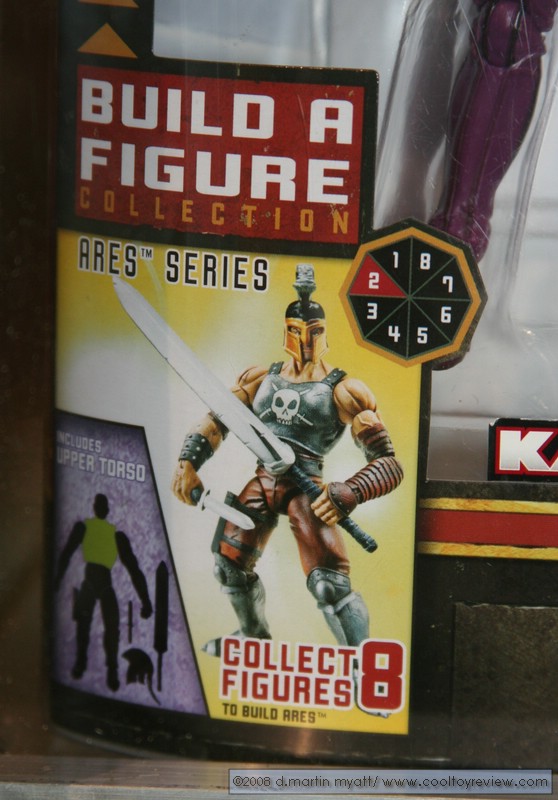 BUILD A
FIGURE
COLLECTION
ARES™ SERIES
1 8
2 7
3 6
4 5
INCLUDES
UPPER TORSO
KA
COLLECT 8
FIGURES
TO BUILD ARES™
©2008 d.martin myatt/ www.cooltoyreview.com